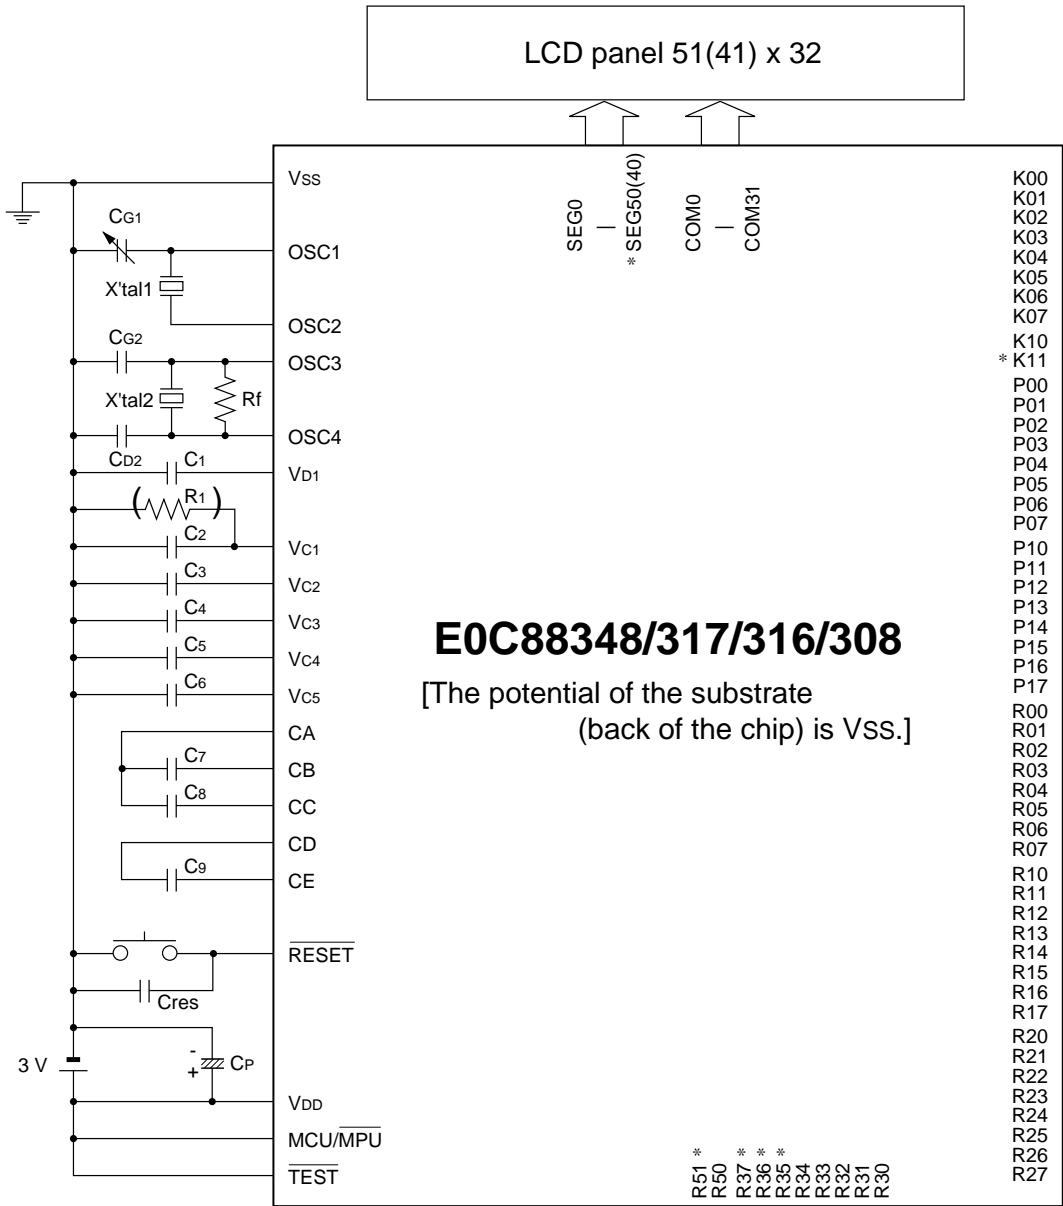 LCD panel 51(41) x 32
SEG0
—
* SEG50(40)
COM0
—
COM31
VSS
CG1
OSC1
X'tal1
OSC2
CG2
OSC3
X'tal2
Rf
OSC4
CD2
C1
VD1
( R1 )
C2
VC1
C3
VC2
C4
VC3
C5
VC4
C6
VC5
CA
C7
CB
C8
CC
CD
C9
CE
RESET
Cres
3 V
-
+
CP
VDD
MCU/MPU
TEST
E0C88348/317/316/308
[The potential of the substrate
(back of the chip) is VSS.]
K00
K01
K02
K03
K04
K05
K06
K07
K10
* K11
P00
P01
P02
P03
P04
P05
P06
P07
P10
P11
P12
P13
P14
P15
P16
P17
R00
R01
R02
R03
R04
R05
R06
R07
R10
R11
R12
R13
R14
R15
R16
R17
R20
R21
R22
R23
R24
R25
R26
R27
R51 *
R50
R37 *
R36 *
R35 *
R34
R33
R32
R31
R30